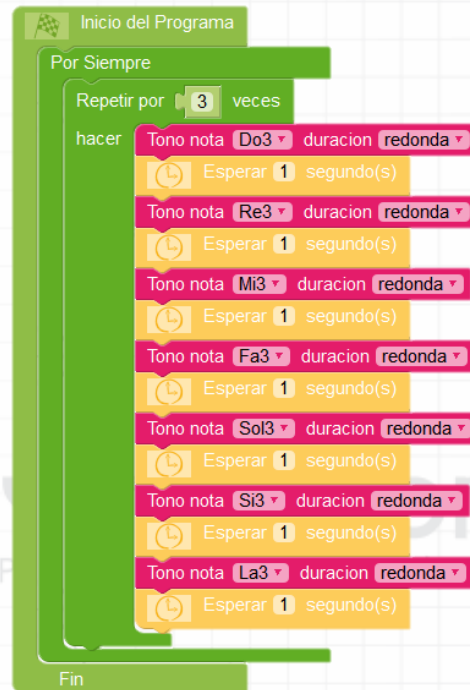 Inicio del Programa
Por Siempre
Repetir por 3 veces
hacer Tono nota Do3 duracion redonda
Esperar 1 segundo(s)
Tono nota Re3 duracion redonda
Esperar 1 segundo(s)
Tono nota Mi3 duracion redonda
Esperar 1 segundo(s)
Tono nota Fa3 duracion redonda
Esperar 1 segundo(s)
Tono nota Sol3 duracion redonda
Esperar 1 segundo(s)
Tono nota Si3 duracion redonda
Esperar 1 segundo(s)
Tono nota La3 duracion redonda
Esperar 1 segundo(s)
Fin